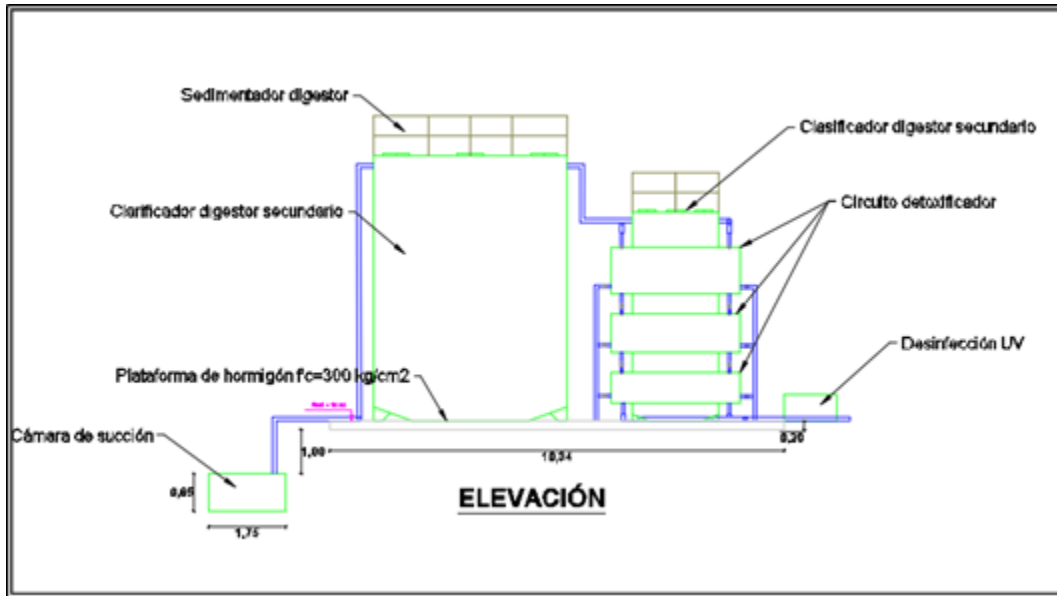 Sedimentador digestor
Clasificador digestor secundario
Clarificador digestor secundario
Circuito detoxificador
Desinfección UV
Plataforma de hormigón f'c=300 kg/cm2
Cámara de succión
1,00
0,20
10,34
0,85
1,75
ELEVACIÓN